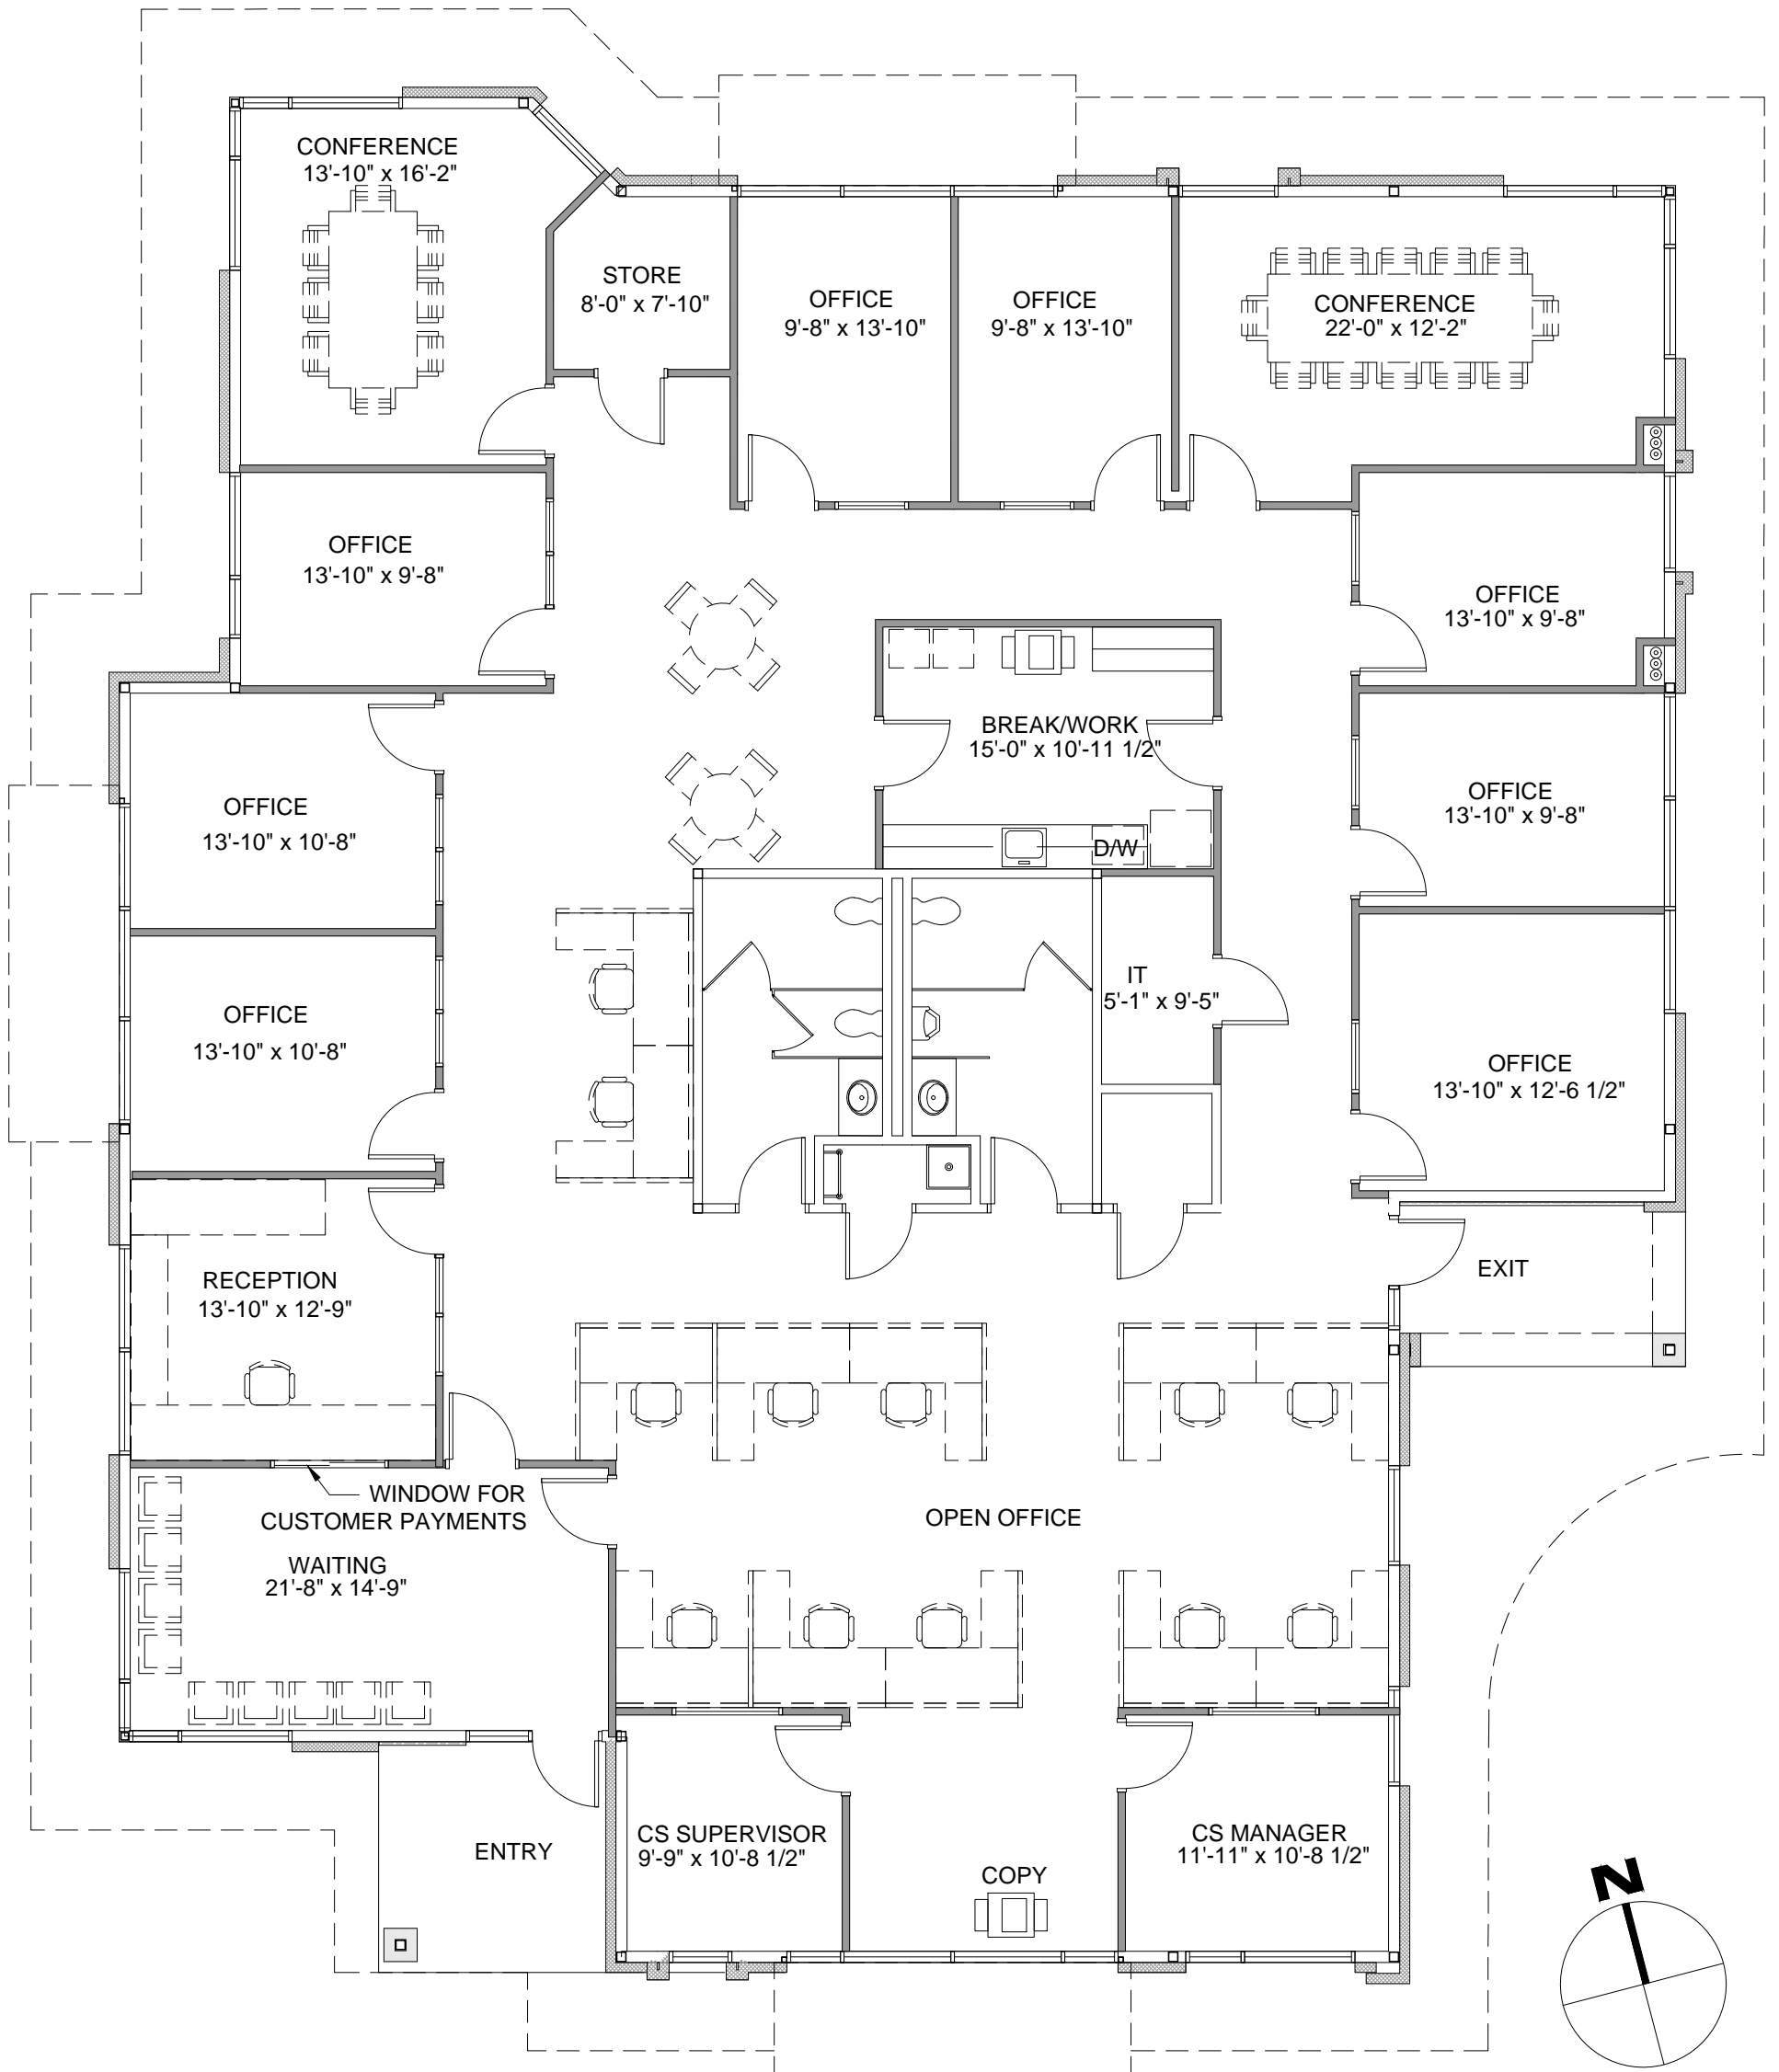 CONFERENCE
13'-10" x 16'-2"
STORE
8'-0" x 7'-10"
OFFICE
9'-8" x 13'-10"
OFFICE
9'-8" x 13'-10"
CONFERENCE
22'-0" x 12'-2"
OFFICE
13'-10" x 9'-8"
OFFICE
13'-10" x 9'-8"
BREAK/WORK
15'-0" x 10'-11 1/2"
D/W
OFFICE
13'-10" x 9'-8"
OFFICE
13'-10" x 10'-8"
OFFICE
13'-10" x 10'-8"
IT
5'-1" x 9'-5"
OFFICE
13'-10" x 12'-6 1/2"
RECEPTION
13'-10" x 12'-9"
EXIT
WINDOW FOR
CUSTOMER PAYMENTS
OPEN OFFICE
WAITING
21'-8" x 14'-9"
ENTRY
CS SUPERVISOR
9'-9" x 10'-8 1/2"
COPY
CS MANAGER
11'-11" x 10'-8 1/2"
N